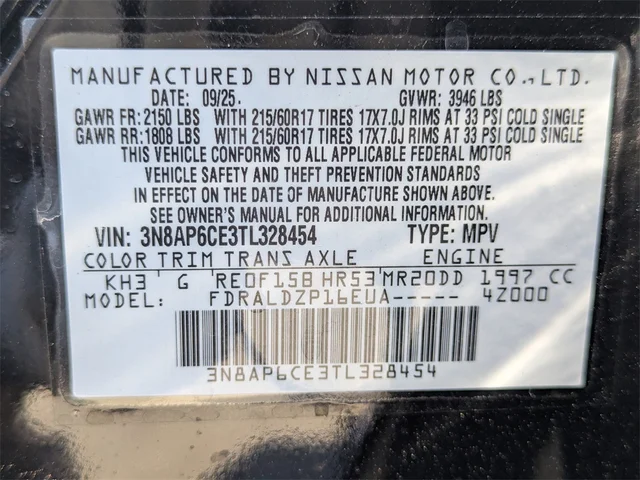 MANUFACTURED BY NISSAN MOTOR CO.,LTD.
DATE: 09/25. GVWR: 3946 LBS
GAWR FR: 2150 LBS WITH 215/60R17 TIRES 17X7.0J RIMS AT 33 PSI COLD SINGLE
GAWR RR: 1808 LBS WITH 215/60R17 TIRES 17X7.0J RIMS AT 33 PSI COLD SINGLE
THIS VEHICLE CONFORMS TO ALL APPLICABLE FEDERAL MOTOR
VEHICLE SAFETY AND THEFT PREVENTION STANDARDS
IN EFFECT ON THE DATE OF MANUFACTURE SHOWN ABOVE.
SEE OWNER'S MANUAL FOR ADDITIONAL INFORMATION.
VIN: 3N8AP6CE3TL328454 TYPE: MPV
COLOR TRIM TRANS AXLE ENGINE
KH3 G RE0F15B HR53 MR20DD 1997 CC
MODEL: FDRALDZP16EUA----- 4Z000
3N8AP6CE3TL328454